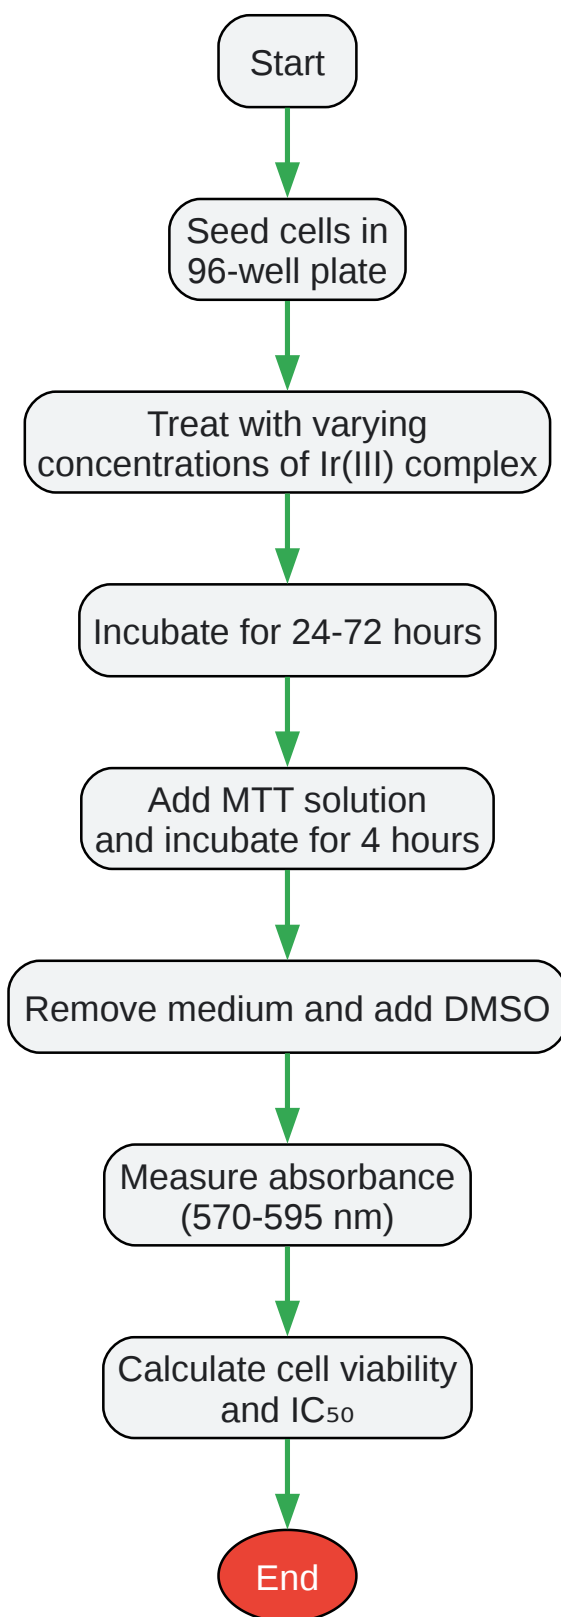 Start
Seed cells in
96-well plate
Treat with varying
concentrations of Ir(III) complex
Incubate for 24-72 hours
Add MTT solution
and incubate for 4 hours
Remove medium and add DMSO
Measure absorbance
(570-595 nm)
Calculate cell viability
and IC₅₀
End